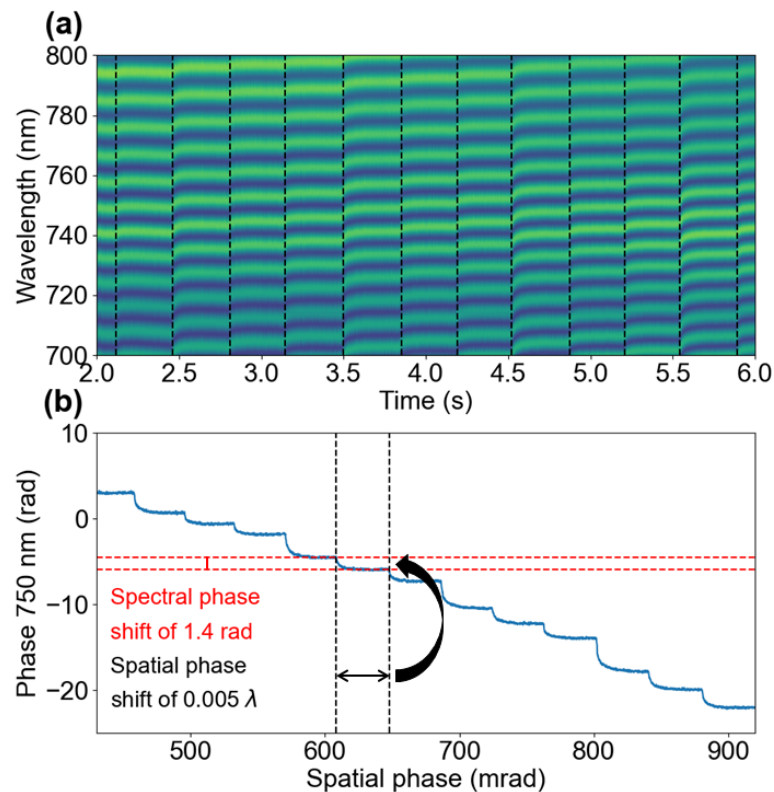 (a)
800
780
760
740
720
700
Wavelength (nm)
2.0 2.5 3.0 3.5 4.0 4.5 5.0 5.5 6.0
Time (s)
(b)
10
0
−10
−20
Phase 750 nm (rad)
Spectral phase
shift of 1.4 rad
Spatial phase
shift of 0.005 λ
500 600 700 800 900
Spatial phase (mrad)